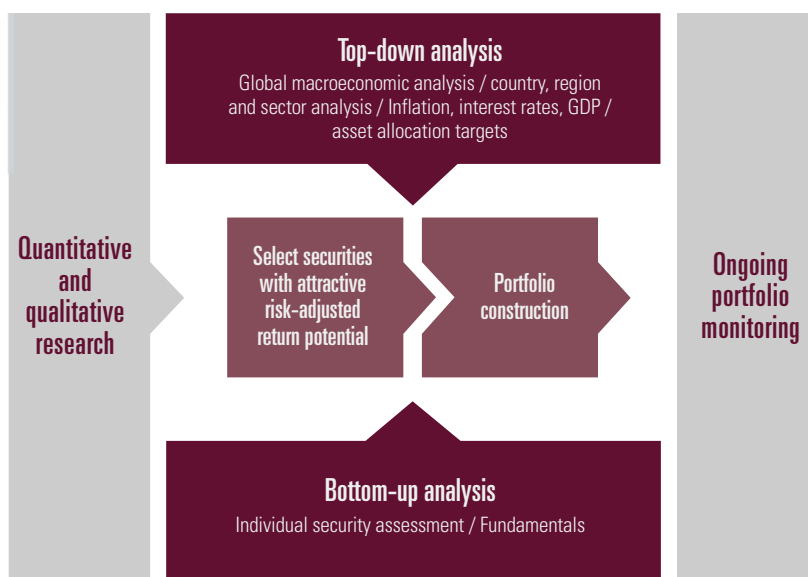 Top-down analysis
Global macroeconomic analysis / country, region
and sector analysis / Inflation, interest rates, GDP /
asset allocation targets
Quantitative
and
qualitative
research
Select securities
with attractive
risk-adjusted
return potential
Portfolio
construction
Ongoing
portfolio
monitoring
Bottom-up analysis
Individual security assessment / Fundamentals